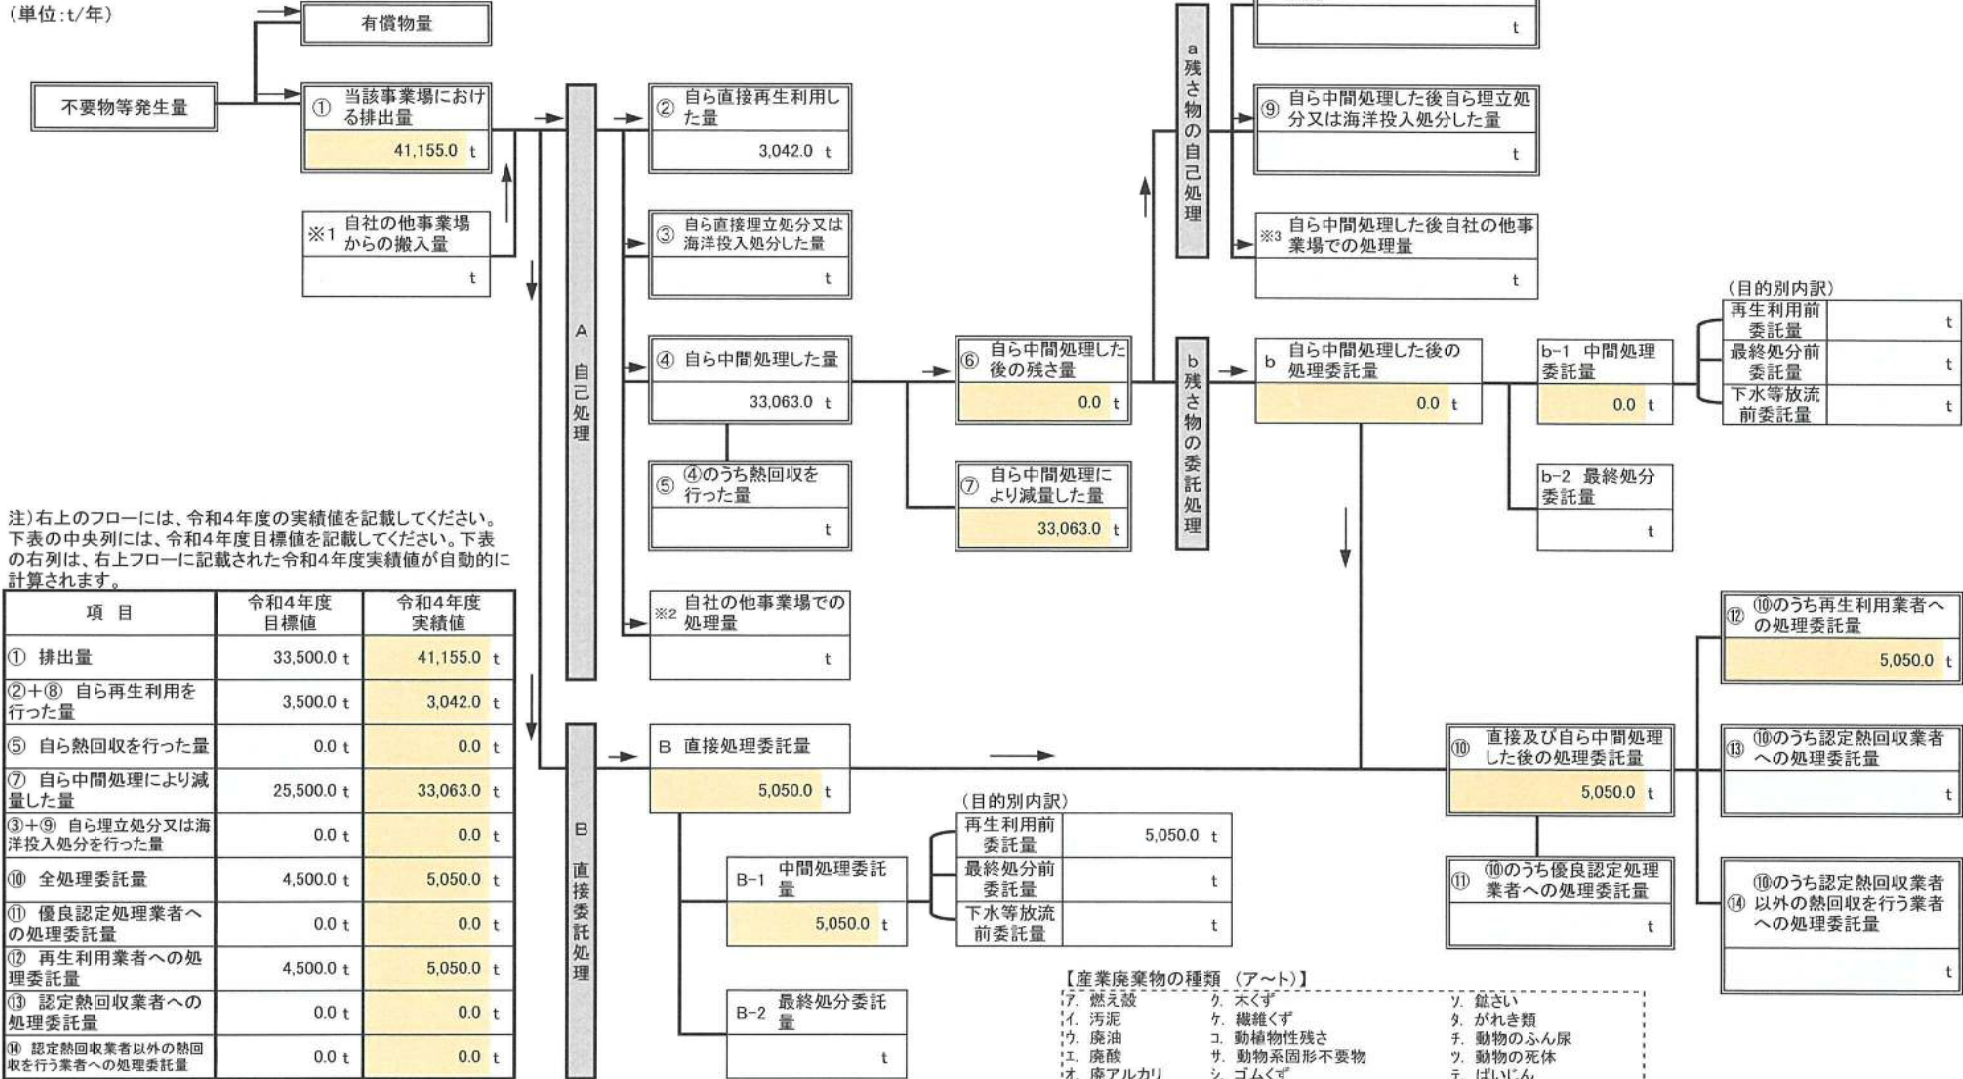 (単位:t/年)
有償物量
不要物等発生量
① 当該事業場におけ
る排出量
41,155.0 t
※1 自社の他事業場
からの搬入量
t
A 自己処理
② 自ら直接再生利用し
た量
3,042.0 t
③ 自ら直接埋立処分又は
海洋投入処分した量
t
④ 自ら中間処理した量
33,063.0 t
⑤ ④のうち熱回収を
行った量
t
※2 自社の他事業場での
処理量
t
⑥ 自ら中間処理した
後の残さ量
0.0 t
⑦ 自ら中間処理に
より減量した量
33,063.0 t
a 残さ物の自己処理
t
⑨ 自ら中間処理した後自ら埋立処
分又は海洋投入処分した量
t
※3 自ら中間処理した後自社の他事
業場での処理量
t
b 残さ物の委託処理
b 自ら中間処理した後の
処理委託量
0.0 t
b-1 中間処理
委託量
0.0 t
b-2 最終処分
委託量
t
(目的別内訳)
再生利用前
委託量
t
最終処分前
委託量
t
下水等放流
前委託量
t
注)右上のフローには、令和4年度の実績値を記載してください。
下表の中央列には、令和4年度目標値を記載してください。下表
の右列は、右上フローに記載された令和4年度実績値が自動的に
計算されます。
項 目 令和4年度 目標値 令和4年度 実績値
① 排出量 33,500.0 t 41,155.0 t
②+⑧ 自ら再生利用を
行った量 3,500.0 t 3,042.0 t
⑤ 自ら熱回収を行った量 0.0 t 0.0 t
⑦ 自ら中間処理により減
量した量 25,500.0 t 33,063.0 t
③+⑨ 自ら埋立処分又は海
洋投入処分を行った量 0.0 t 0.0 t
⑩ 全処理委託量 4,500.0 t 5,050.0 t
⑪ 優良認定処理業者へ
の処理委託量 0.0 t 0.0 t
⑫ 再生利用業者への処
理委託量 4,500.0 t 5,050.0 t
⑬ 認定熱回収業者への
処理委託量 0.0 t 0.0 t
⑭ 認定熱回収業者以外の熱回
収を行う業者への処理委託量 0.0 t 0.0 t
B 直接委託処理
B 直接処理委託量
5,050.0 t
B-1 中間処理委託
量
5,050.0 t
B-2 最終処分委託
量
t
(目的別内訳)
再生利用前
委託量
5,050.0 t
最終処分前
委託量
t
下水等放流
前委託量
t
⑩ 直接及び自ら中間処理
した後の処理委託量
5,050.0 t
⑪ ⑩のうち優良認定処理
業者への処理委託量
t
⑫ ⑩のうち再生利用業者へ
の処理委託量
5,050.0 t
⑬ ⑩のうち認定熱回収業者
への処理委託量
t
⑭ ⑩のうち認定熱回収業者
以外の熱回収を行う業者
への処理委託量
t
【産業廃棄物の種類 (ア～ト)】
ア. 燃え殻 ク. 木くず ソ. 鉱さい
イ. 汚泥 ケ. 繊維くず タ. がれき類
ウ. 廃油 コ. 動植物性残さ チ. 動物のふん尿
エ. 廃酸 サ. 動物系固形不要物 ツ. 動物の死体
オ. 廃アルカリ シ. ゴムくず テ. ばいじん